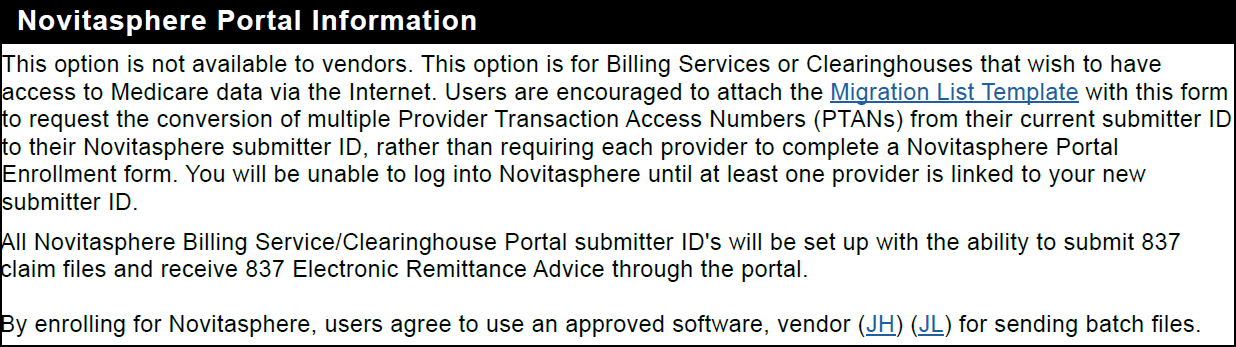 Novitasphere Portal Information
This option is not available to vendors. This option is for Billing Services or Clearinghouses that wish to have
access to Medicare data via the Internet. Users are encouraged to attach the Migration List Template with this form
to request the conversion of multiple Provider Transaction Access Numbers (PTANs) from their current submitter ID
to their Novitasphere submitter ID, rather than requiring each provider to complete a Novitasphere Portal
Enrollment form. You will be unable to log into Novitasphere until at least one provider is linked to your new
submitter ID.
All Novitasphere Billing Service/Clearinghouse Portal submitter ID's will be set up with the ability to submit 837
claim files and receive 837 Electronic Remittance Advice through the portal.
By enrolling for Novitasphere, users agree to use an approved software, vendor (JH) (JL) for sending batch files.